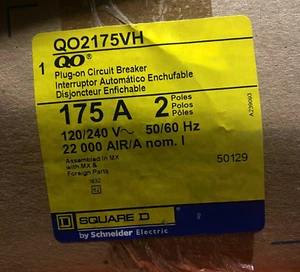 QO2175VH
1 QO®
Plug-on Circuit Breaker
Interruptor Automático Enchufable
Disjoncteur Enfichable
175 A 2 Poles
Polos
Pôles
120/240 V~ 50/60 Hz
22 000 AIR/A nom. I
Assembled in MX
with MX &
Foreign Parts
50129
SQUARE D
by Schneider Electric